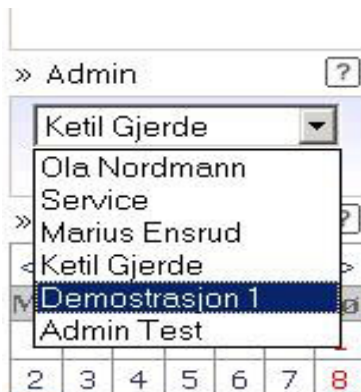 » Admin ?
Ketil Gjerde
Ola Nordmann
Service
Marius Ensrud
Ketil Gjerde
Demostrasjon 1
Admin Test
2 3 4 5 6 7 8